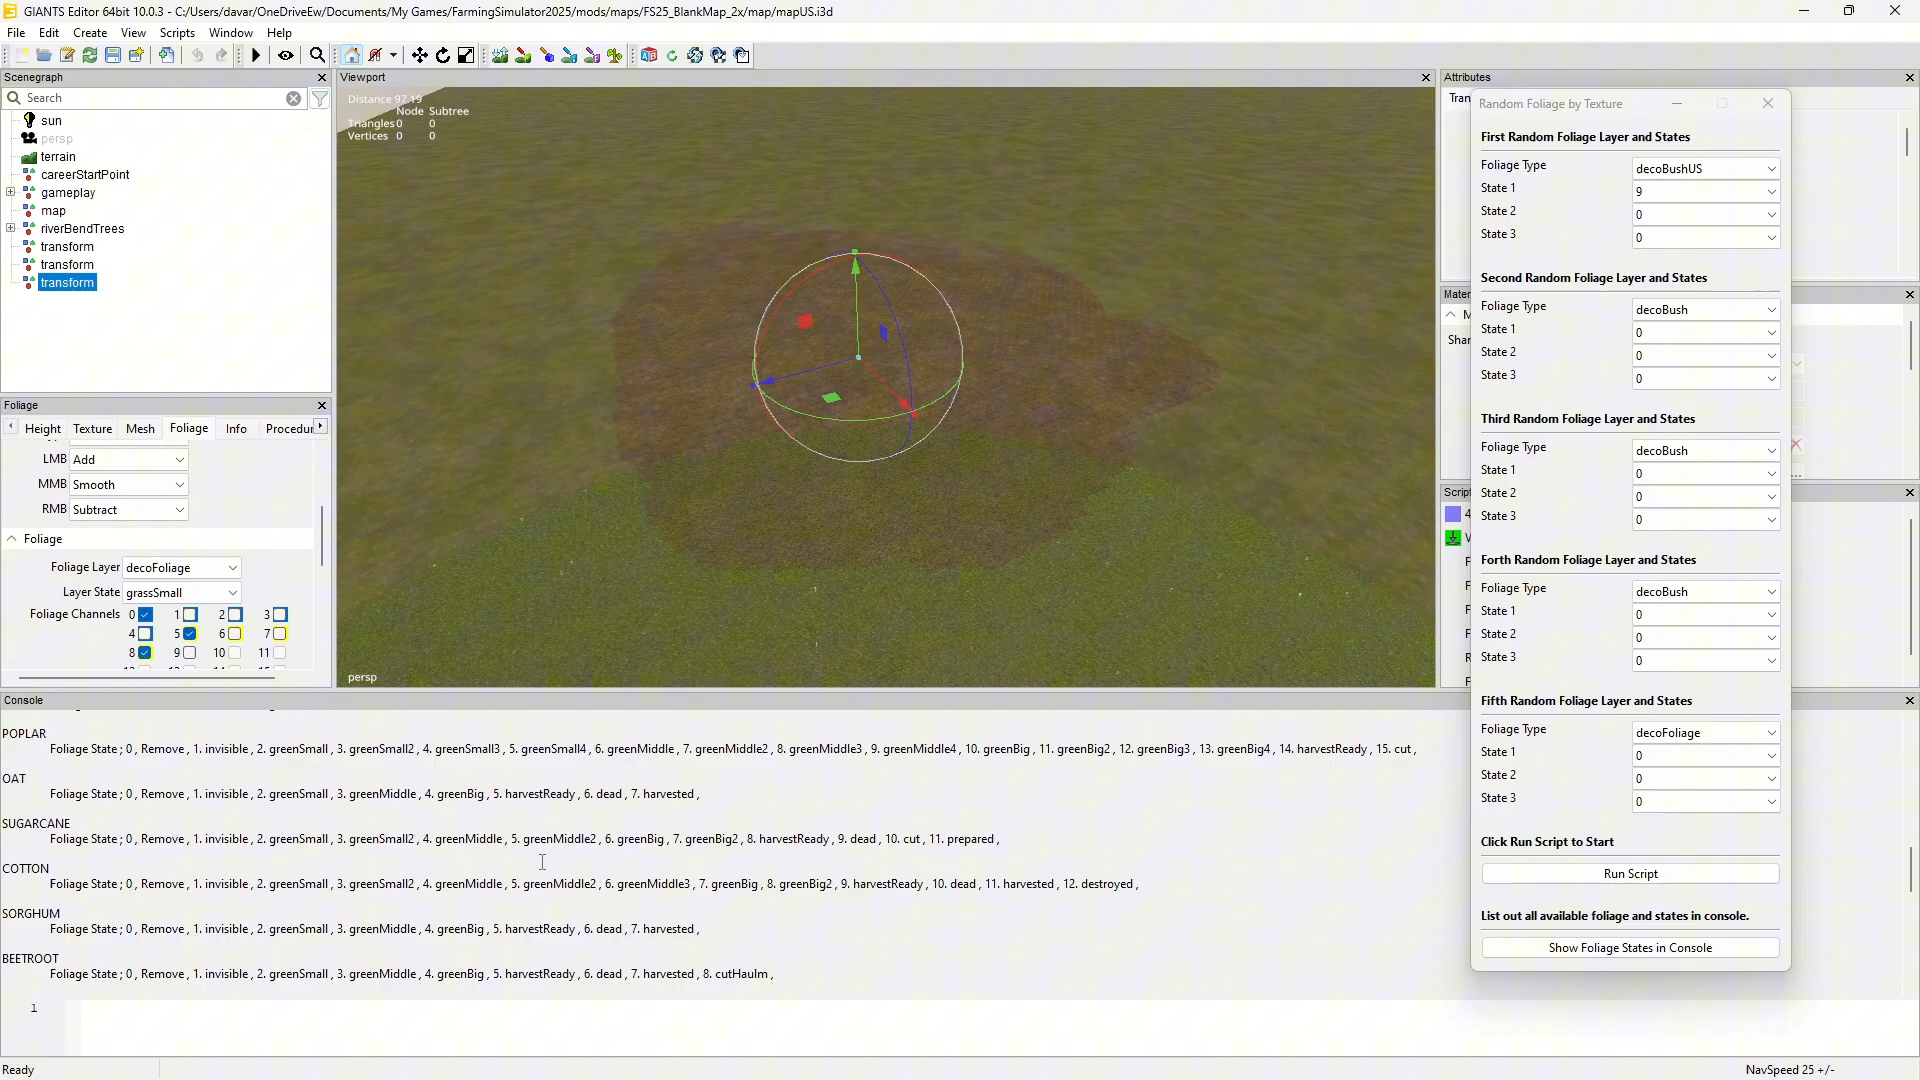 GIANTS Editor 64bit 10.0.3 - C:/Users/davar/OneDriveEw/Documents/My Games/FarmingSimulator2025/mods/maps/FS25_BlankMap_2x/map/mapUS.i3d
File Edit Create View Scripts Window Help
Scenegraph
Search
sun
persp
terrain
careerStartPoint
gameplay
map
riverBendTrees
transform
transform
transform
Foliage
Height Texture Mesh Foliage Info Procedur
LMB Add
MMB Smooth
RMB Subtract
Foliage
Foliage Layer decoFoliage
Layer State grassSmall
Foliage Channels 0 1 2 3
4 5 6 7
8 9 10 11
Viewport
Distance 97.19
Node Subtree
Triangles 0 0
Vertices 0 0
persp
Attributes
Tran
Mater
M
Shar
Script
4
Random Foliage by Texture
First Random Foliage Layer and States
Foliage Type decoBushUS
State 1 9
State 2 0
State 3 0
Second Random Foliage Layer and States
Foliage Type decoBush
State 1 0
State 2 0
State 3 0
Third Random Foliage Layer and States
Foliage Type decoBush
State 1 0
State 2 0
State 3 0
Forth Random Foliage Layer and States
Foliage Type decoBush
State 1 0
State 2 0
State 3 0
Fifth Random Foliage Layer and States
Foliage Type decoFoliage
State 1 0
State 2 0
State 3 0
Click Run Script to Start
Run Script
List out all available foliage and states in console.
Show Foliage States in Console
Console
POPLAR
Foliage State ; 0 , Remove , 1. invisible , 2. greenSmall , 3. greenSmall2 , 4. greenSmall3 , 5. greenSmall4 , 6. greenMiddle , 7. greenMiddle2 , 8. greenMiddle3 , 9. greenMiddle4 , 10. greenBig , 11. greenBig2 , 12. greenBig3 , 13. greenBig4 , 14. harvestReady , 15. cut ,
OAT
Foliage State ; 0 , Remove , 1. invisible , 2. greenSmall , 3. greenMiddle , 4. greenBig , 5. harvestReady , 6. dead , 7. harvested ,
SUGARCANE
Foliage State ; 0 , Remove , 1. invisible , 2. greenSmall , 3. greenSmall2 , 4. greenMiddle , 5. greenMiddle2 , 6. greenBig , 7. greenBig2 , 8. harvestReady , 9. dead , 10. cut , 11. prepared ,
COTTON
Foliage State ; 0 , Remove , 1. invisible , 2. greenSmall , 3. greenSmall2 , 4. greenMiddle , 5. greenMiddle2 , 6. greenMiddle3 , 7. greenBig , 8. greenBig2 , 9. harvestReady , 10. dead , 11. harvested , 12. destroyed ,
SORGHUM
Foliage State ; 0 , Remove , 1. invisible , 2. greenSmall , 3. greenMiddle , 4. greenBig , 5. harvestReady , 6. dead , 7. harvested ,
BEETROOT
Foliage State ; 0 , Remove , 1. invisible , 2. greenSmall , 3. greenMiddle , 4. greenBig , 5. harvestReady , 6. dead , 7. harvested , 8. cutHaulm ,
1
Ready
NavSpeed 25 +/-